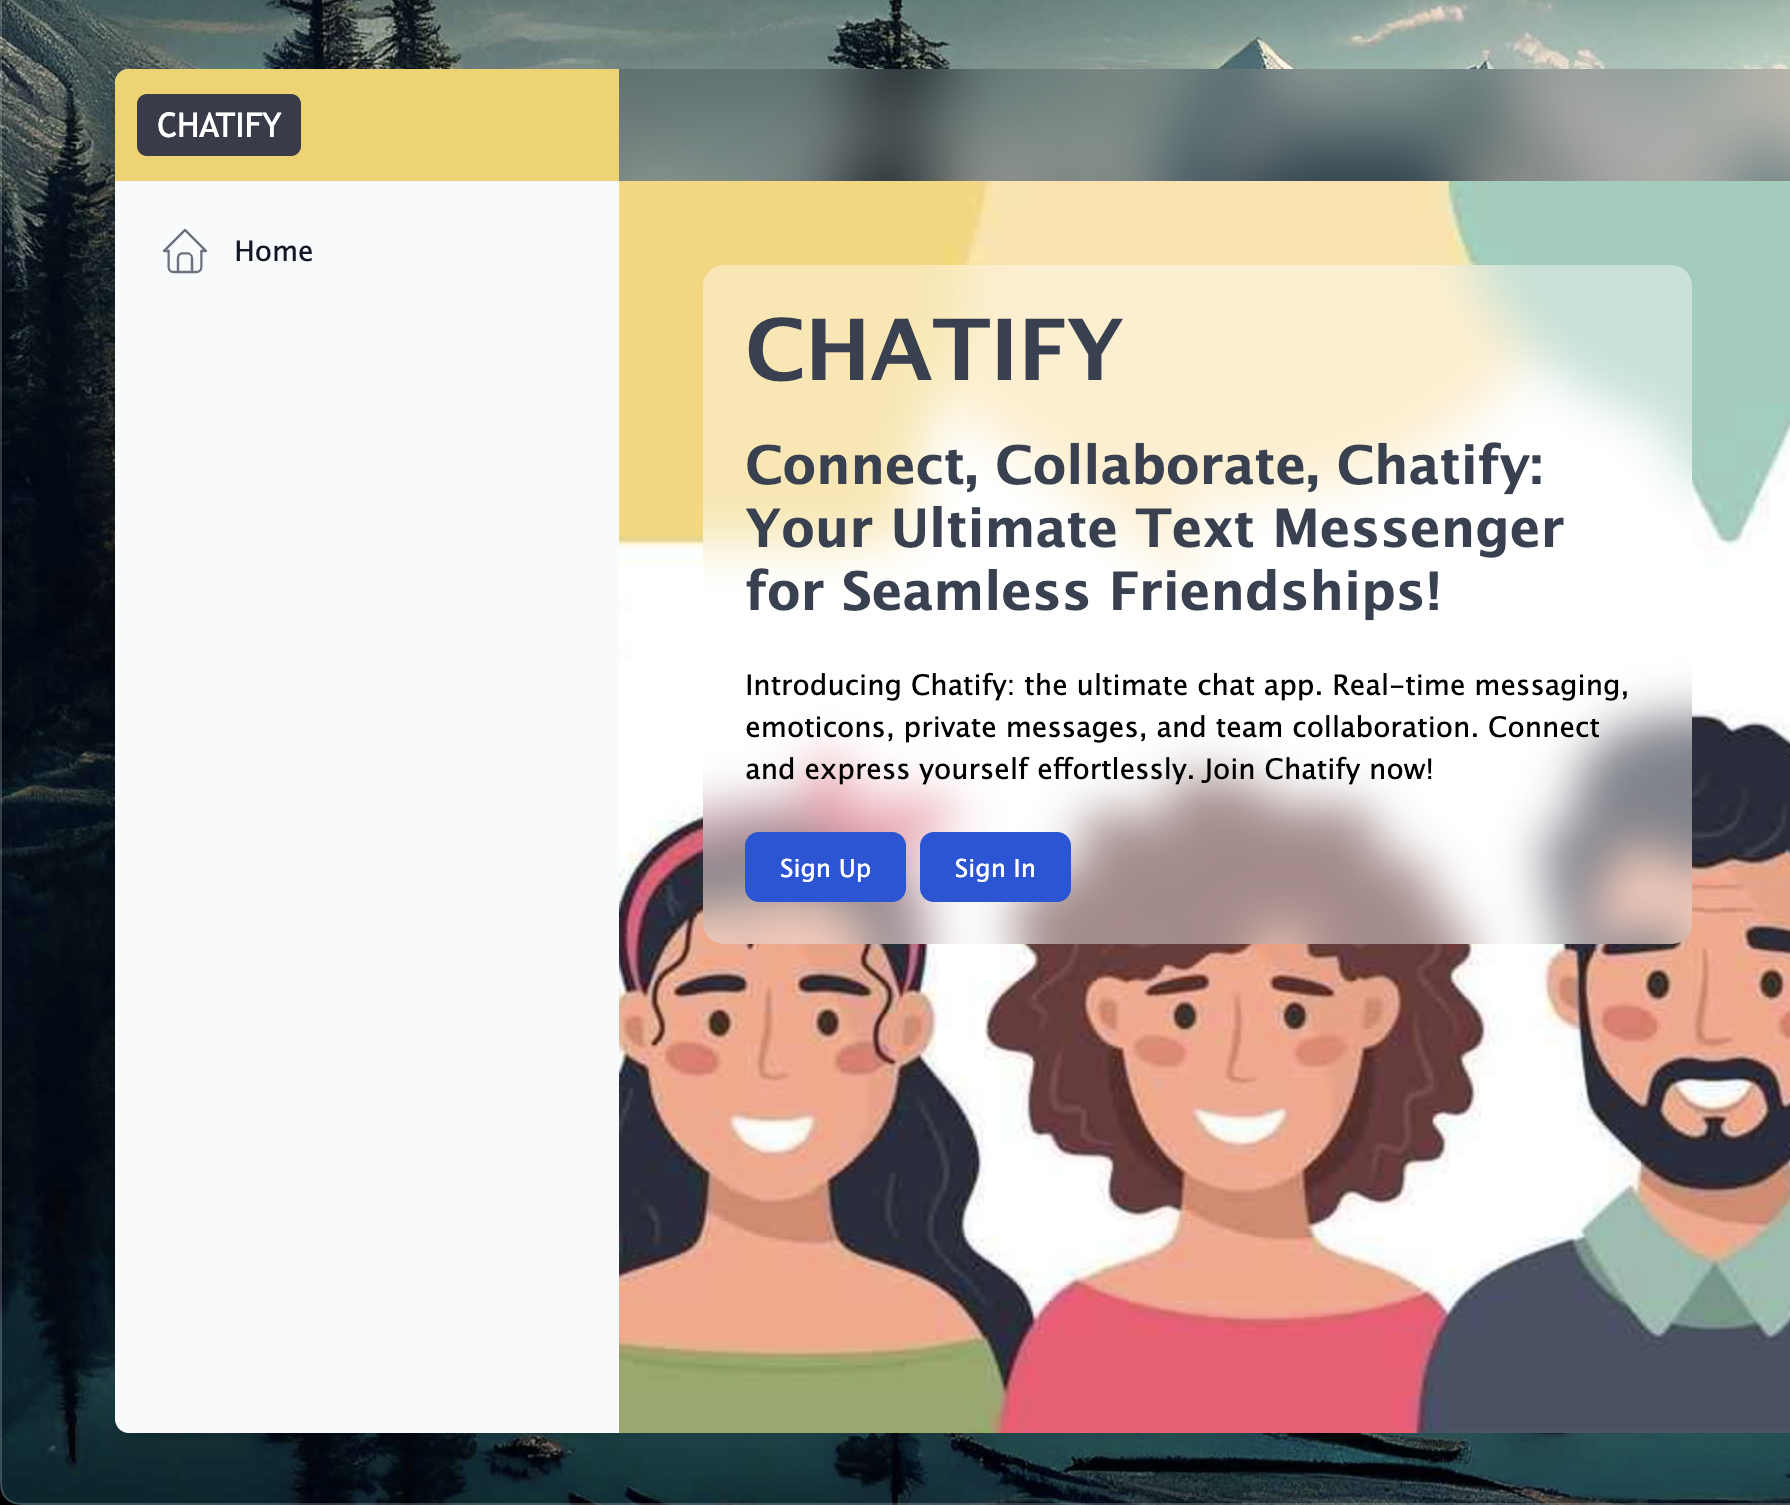 CHATIFY
Home
CHATIFY
Connect, Collaborate, Chatify:
Your Ultimate Text Messenger
for Seamless Friendships!
Introducing Chatify: the ultimate chat app. Real-time messaging,
emoticons, private messages, and team collaboration. Connect
and express yourself effortlessly. Join Chatify now!
Sign Up
Sign In